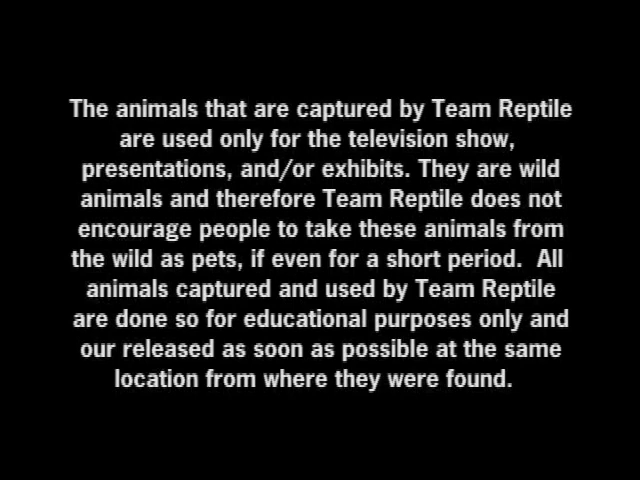 The animals that are captured by Team Reptile
are used only for the television show,
presentations, and/or exhibits. They are wild
animals and therefore Team Reptile does not
encourage people to take these animals from
the wild as pets, if even for a short period.  All
animals captured and used by Team Reptile
are done so for educational purposes only and
our released as soon as possible at the same
location from where they were found.